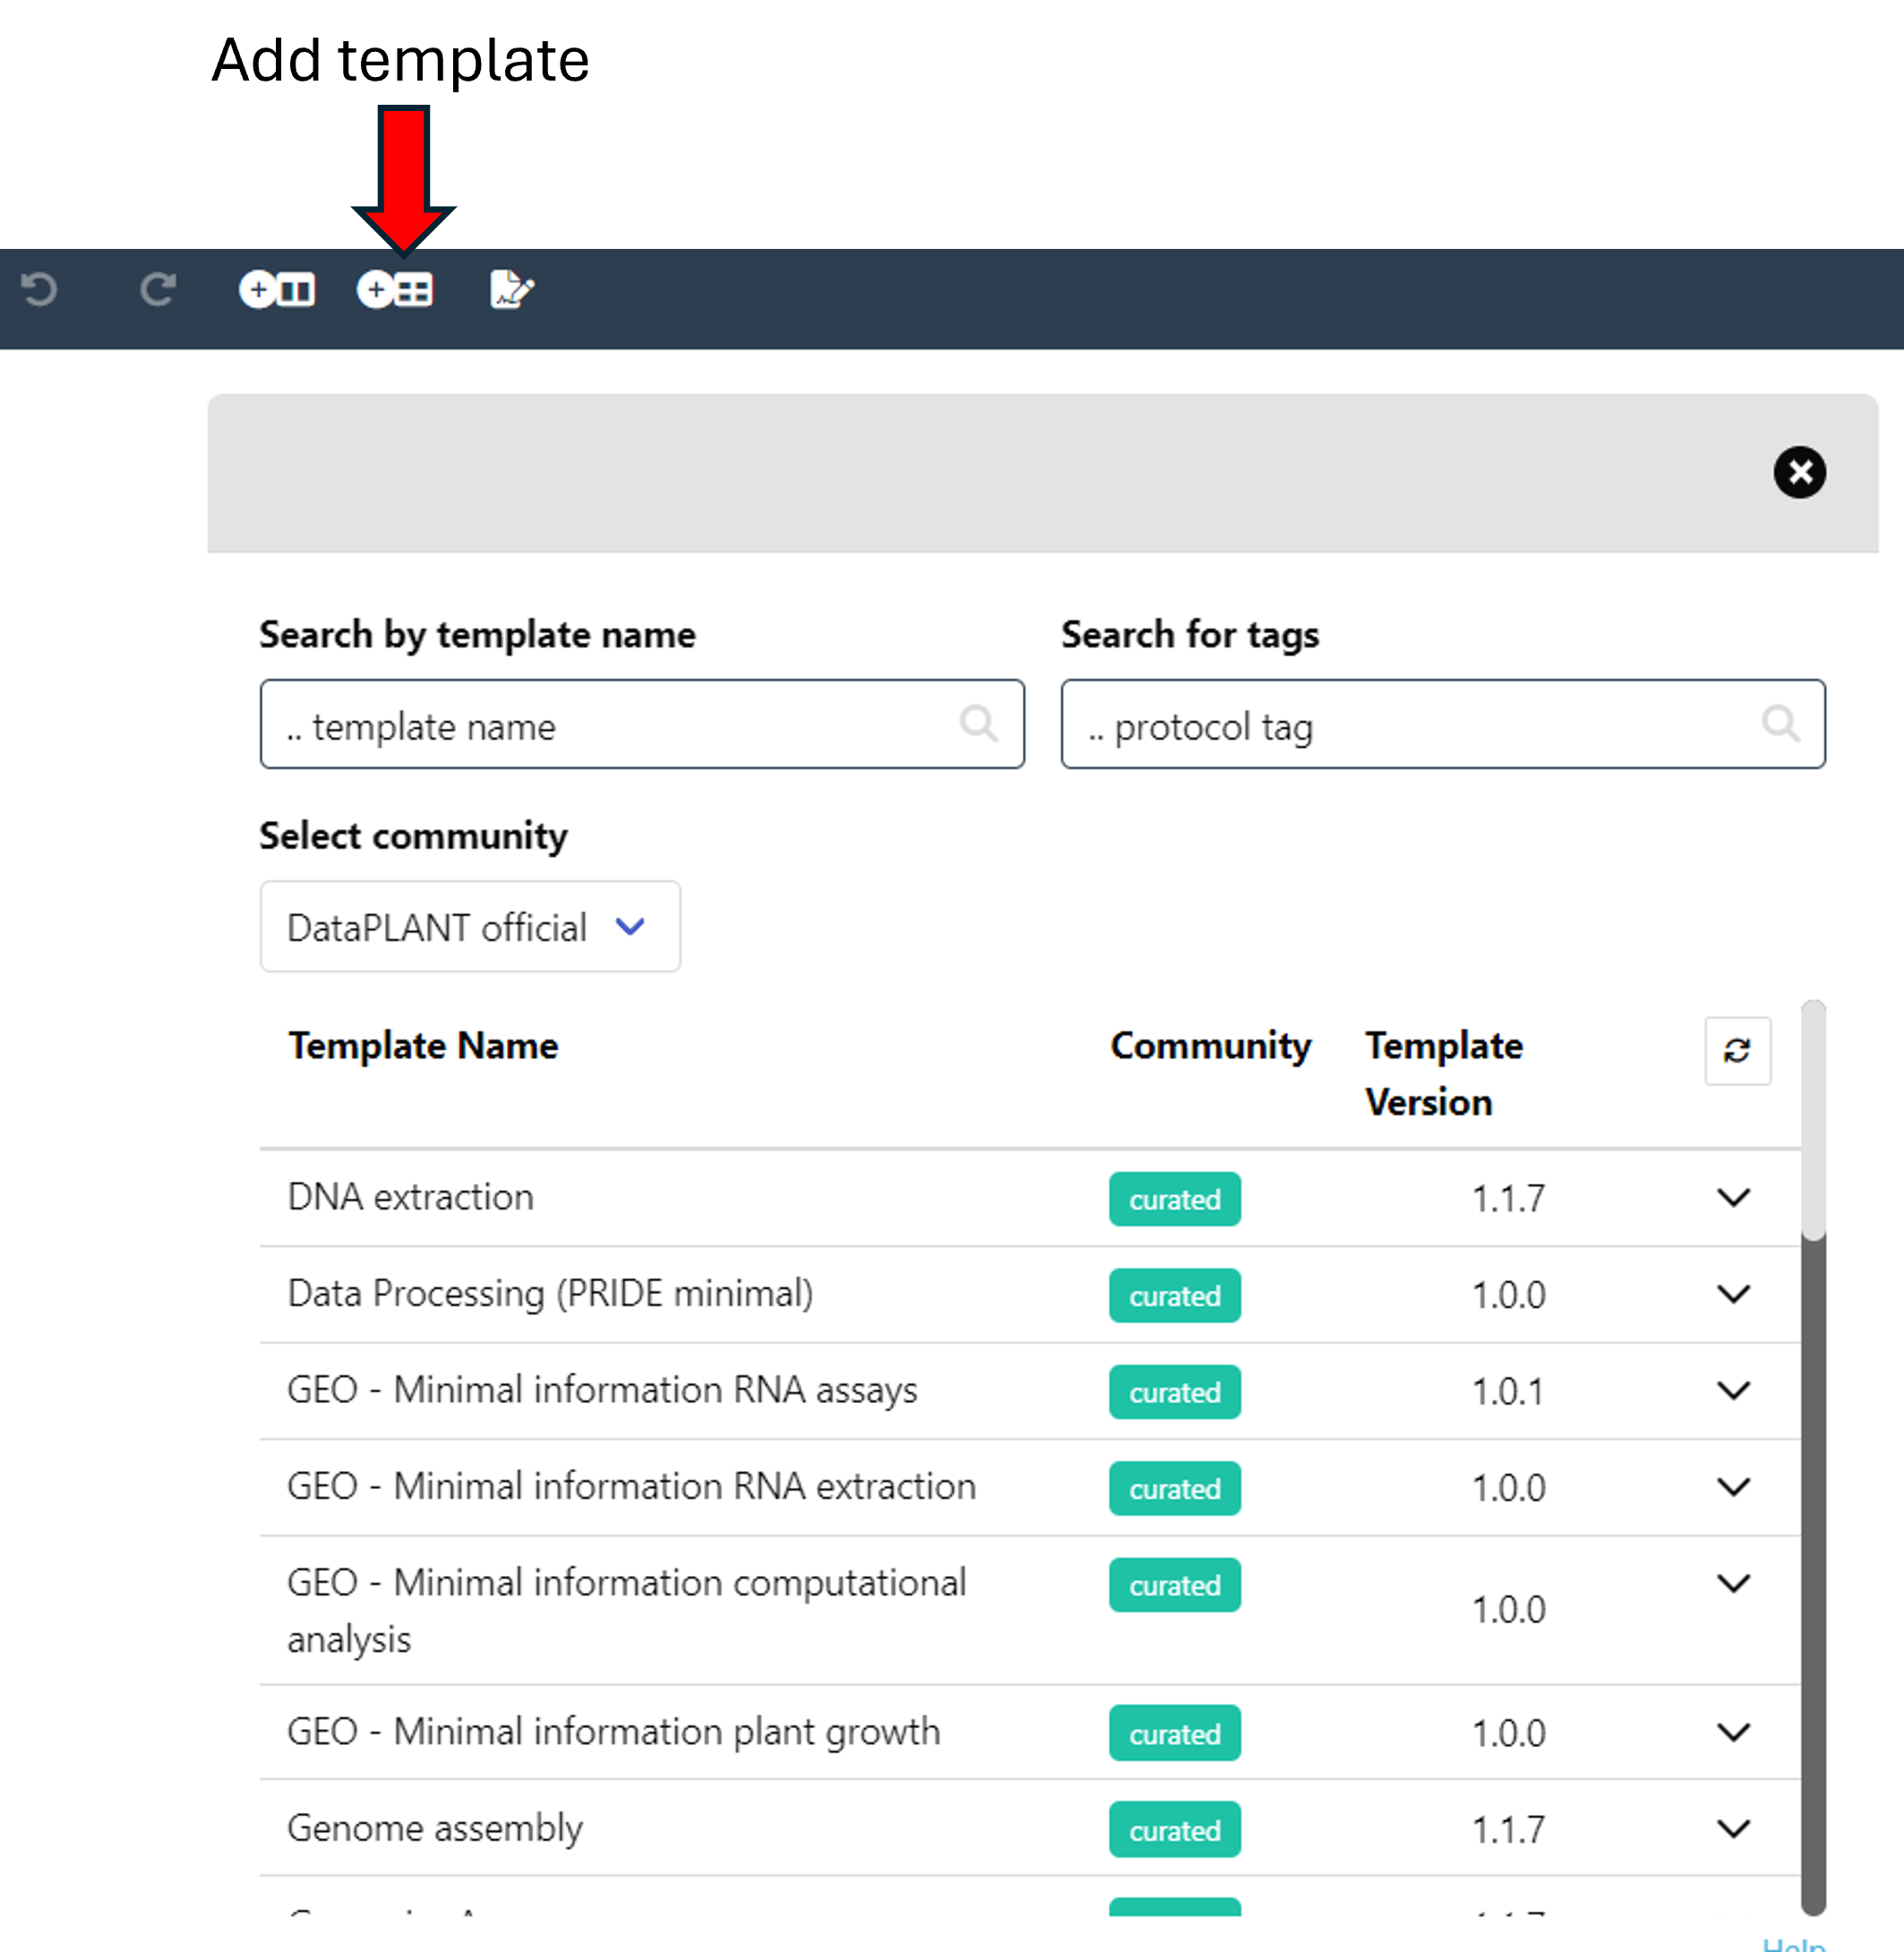 Add template
Search by template name Search for tags
.. template name .. protocol tag
Select community
DataPLANT official
Template Name Community Template
Version
DNA extraction curated 1.1.7
Data Processing (PRIDE minimal) curated 1.0.0
GEO - Minimal information RNA assays curated 1.0.1
GEO - Minimal information RNA extraction curated 1.0.0
GEO - Minimal information computational curated 1.0.0
analysis
GEO - Minimal information plant growth curated 1.0.0
Genome assembly curated 1.1.7
Help